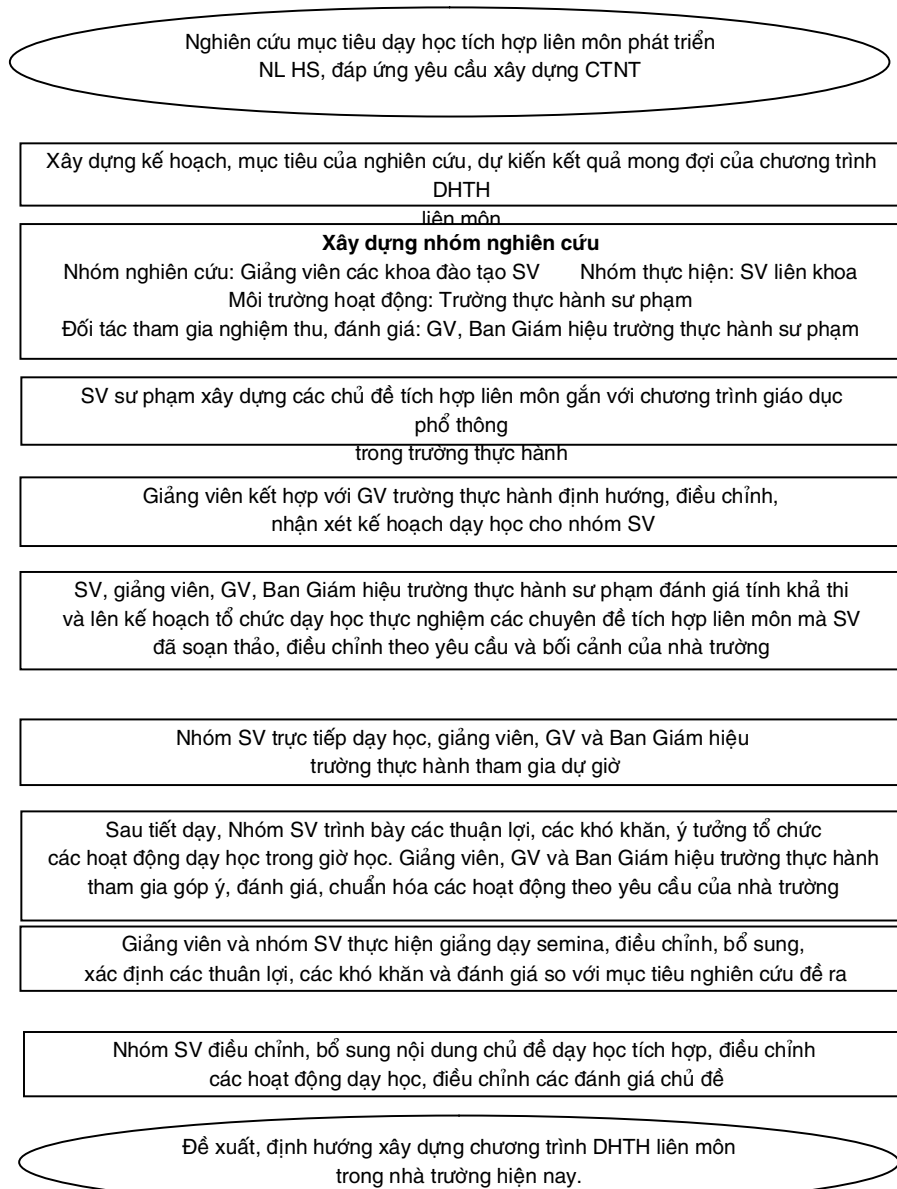 Nghiên cứu mục tiêu dạy học tích hợp liên môn phát triển
NL HS, đáp ứng yêu cầu xây dựng CTNT
Xây dựng kế hoạch, mục tiêu của nghiên cứu, dự kiến kết quả mong đợi của chương trình
DHTH
liên môn
Xây dựng nhóm nghiên cứu
Nhóm nghiên cứu: Giảng viên các khoa đào tạo SV Nhóm thực hiện: SV liên khoa
Môi trường hoạt động: Trường thực hành sư phạm
Đối tác tham gia nghiệm thu, đánh giá: GV, Ban Giám hiệu trường thực hành sư phạm
SV sư phạm xây dựng các chủ đề tích hợp liên môn gắn với chương trình giáo dục
phổ thông
trong trường thực hành
Giảng viên kết hợp với GV trường thực hành định hướng, điều chỉnh,
nhận xét kế hoạch dạy học cho nhóm SV
SV, giảng viên, GV, Ban Giám hiệu trường thực hành sư phạm đánh giá tính khả thi
và lên kế hoạch tổ chức dạy học thực nghiệm các chuyên đề tích hợp liên môn mà SV
đã soạn thảo, điều chỉnh theo yêu cầu và bối cảnh của nhà trường
Nhóm SV trực tiếp dạy học, giảng viên, GV và Ban Giám hiệu
trường thực hành tham gia dự giờ
Sau tiết dạy, Nhóm SV trình bày các thuận lợi, các khó khăn, ý tưởng tổ chức
các hoạt động dạy học trong giờ học. Giảng viên, GV và Ban Giám hiệu trường thực hành
tham gia góp ý, đánh giá, chuẩn hóa các hoạt động theo yêu cầu của nhà trường
Giảng viên và nhóm SV thực hiện giảng dạy semina, điều chỉnh, bổ sung,
xác định các thuân lợi, các khó khăn và đánh giá so với mục tiêu nghiên cứu đề ra
Nhóm SV điều chỉnh, bổ sung nội dung chủ đề dạy học tích hợp, điều chỉnh
các hoạt động dạy học, điều chỉnh các đánh giá chủ đề
Đề xuất, định hướng xây dựng chương trình DHTH liên môn
trong nhà trường hiện nay.